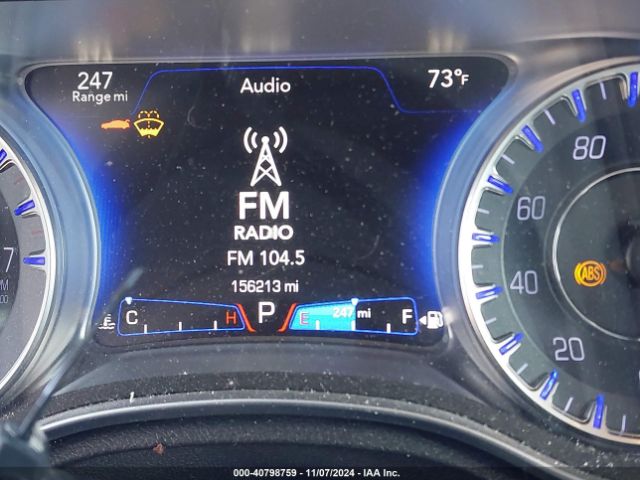 247
Range mi
Audio
73°F
FM
RADIO
FM 104.5
156213 mi
C
H
P
E
247 mi
F
80
60
40
20
ABS
7
000-40798759 - 11/07/2024 - IAA Inc.